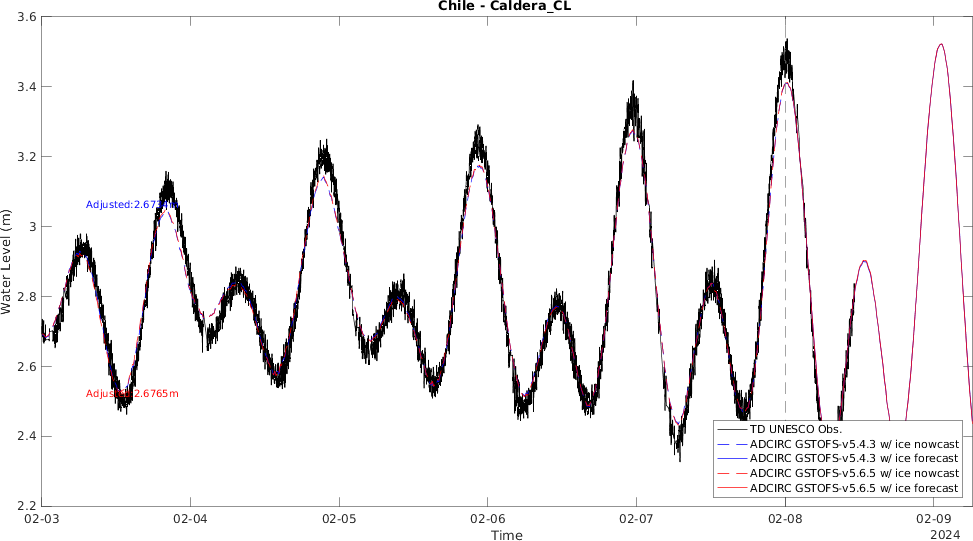 Chile - Caldera_CL
3.6
3.4
3.2
3
2.8
2.6
2.4
2.2
Water Level (m)
Adjusted:2.6734m
Adjusted:2.6765m
TD UNESCO Obs.
ADCIRC GSTOFS-v5.4.3 w/ ice nowcast
ADCIRC GSTOFS-v5.4.3 w/ ice forecast
ADCIRC GSTOFS-v5.6.5 w/ ice nowcast
ADCIRC GSTOFS-v5.6.5 w/ ice forecast
02-03
02-04
02-05
02-06
02-07
02-08
02-09
Time
2024